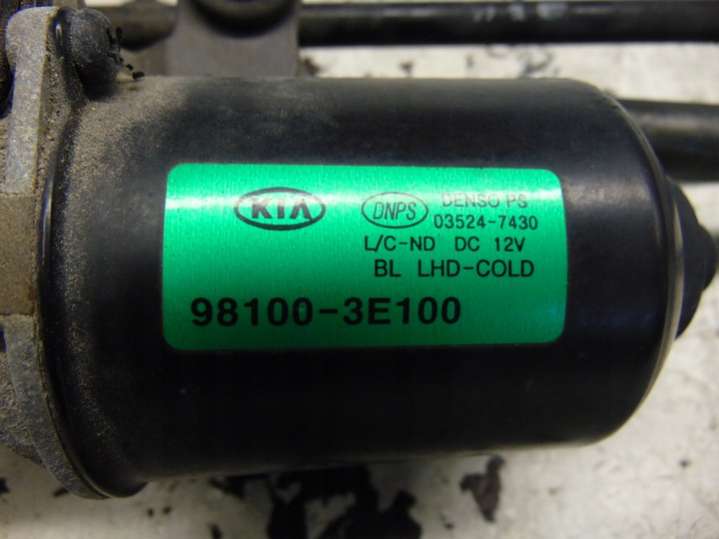 KIA DNPS DENSO PS
03524-7430
L/C-ND DC 12V
BL LHD-COLD
98100-3E100